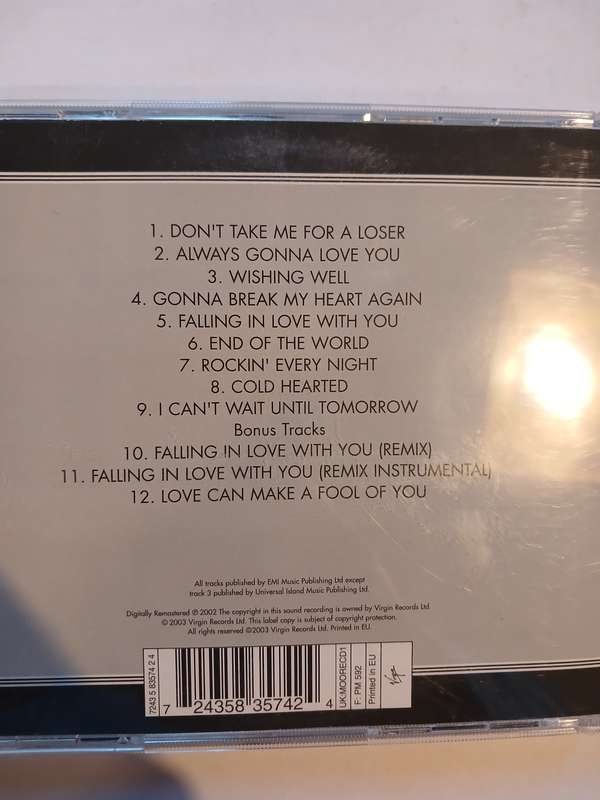 1. DON'T TAKE ME FOR A LOSER
2. ALWAYS GONNA LOVE YOU
3. WISHING WELL
4. GONNA BREAK MY HEART AGAIN
5. FALLING IN LOVE WITH YOU
6. END OF THE WORLD
7. ROCKIN' EVERY NIGHT
8. COLD HEARTED
9. I CAN'T WAIT UNTIL TOMORROW
Bonus Tracks
10. FALLING IN LOVE WITH YOU (REMIX)
11. FALLING IN LOVE WITH YOU (REMIX INSTRUMENTAL)
12. LOVE CAN MAKE A FOOL OF YOU
All tracks published by EMI Music Publishing Ltd except
track 3 published by Universal Island Music Publishing Ltd.
Digitally Remastered ℗ 2002 The copyright in this sound recording is owned by Virgin Records Ltd
© 2003 Virgin Records Ltd. This label copy is subject of copyright protection.
All rights reserved ©2003 Virgin Records Ltd. Printed in EU.
7243 5 83574 2 4
7 24358 35742 4
UK:MOORECD1
F: PM 592
Printed in EU
Virgin